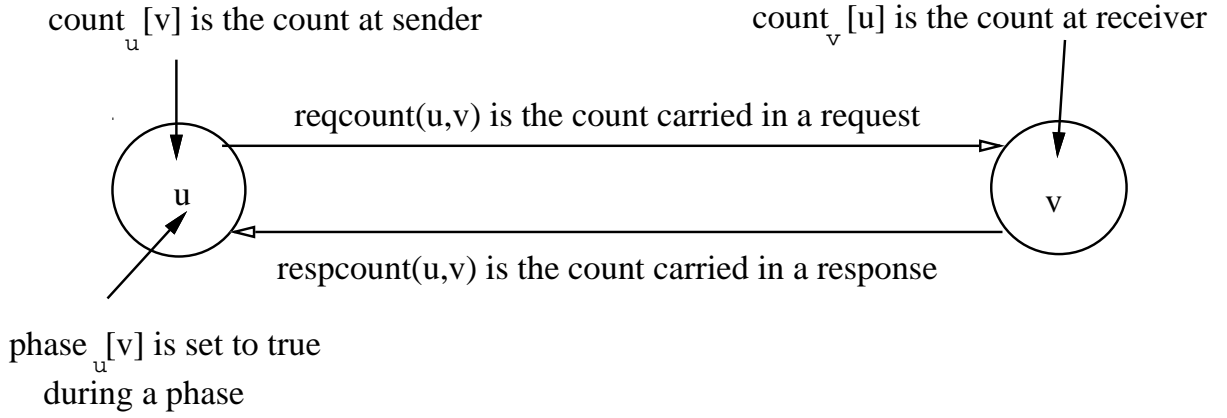 count_u[v] is the count at sender
count_v[u] is the count at receiver
reqcount(u,v) is the count carried in a request
u
v
respcount(u,v) is the count carried in a response
phase_u[v] is set to true
during a phase